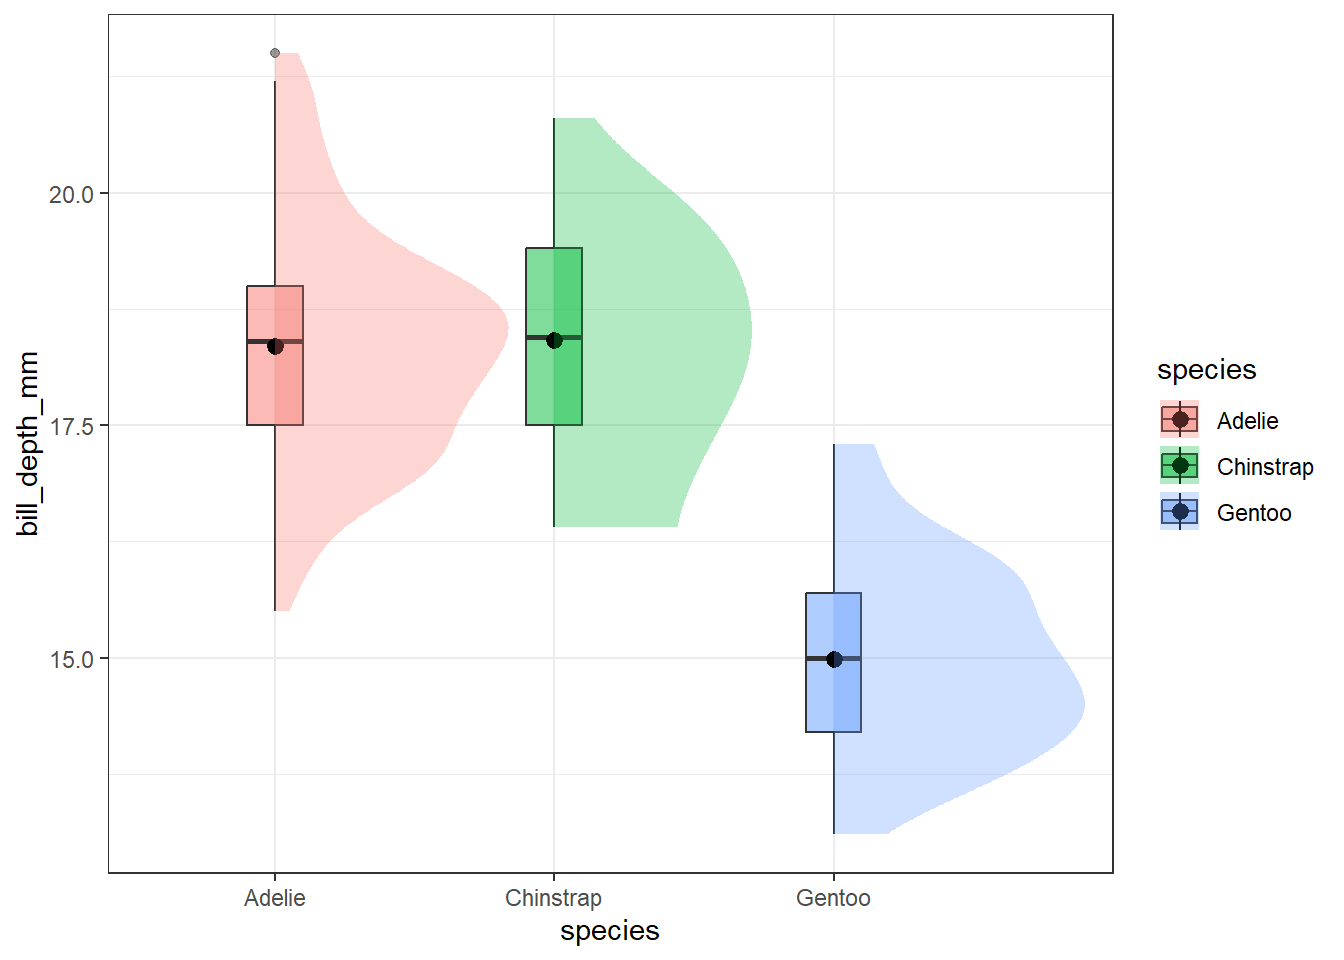 bill_depth_mm
20.0
17.5
15.0
Adelie
Chinstrap
Gentoo
species
species
Adelie
Chinstrap
Gentoo